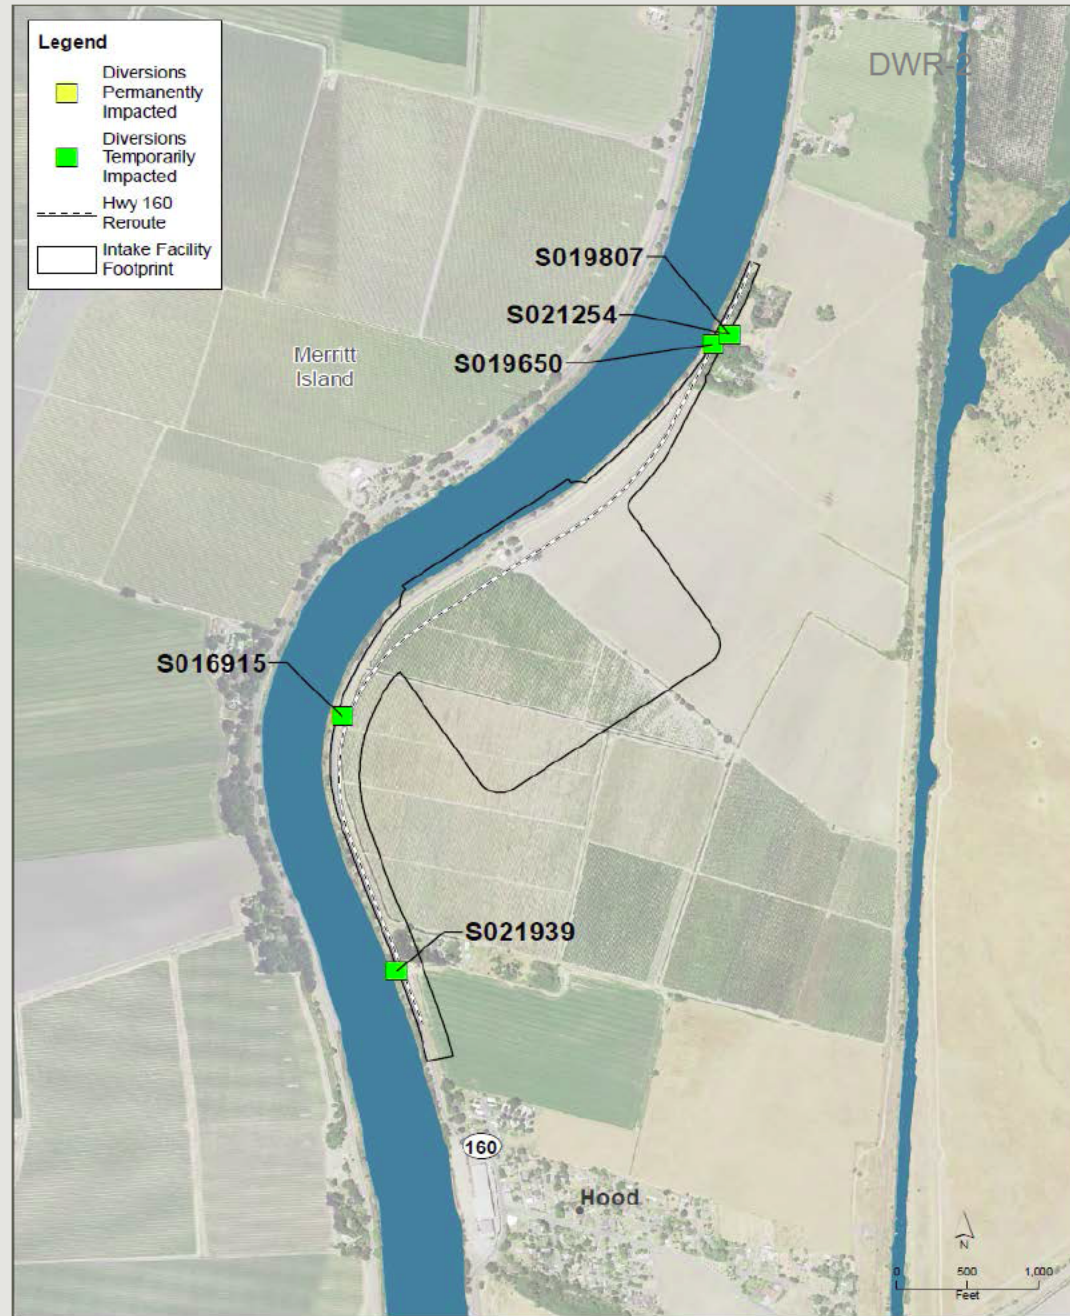 DWR-2
Legend
Diversions
Permanently
Impacted
Diversions
Temporarily
Impacted
Hwy 160
Reroute
Intake Facility
Footprint
S019807
S021254
S019650
Merritt
Island
S016915
S021939
160
Hood
N
0 500 1,000
Feet